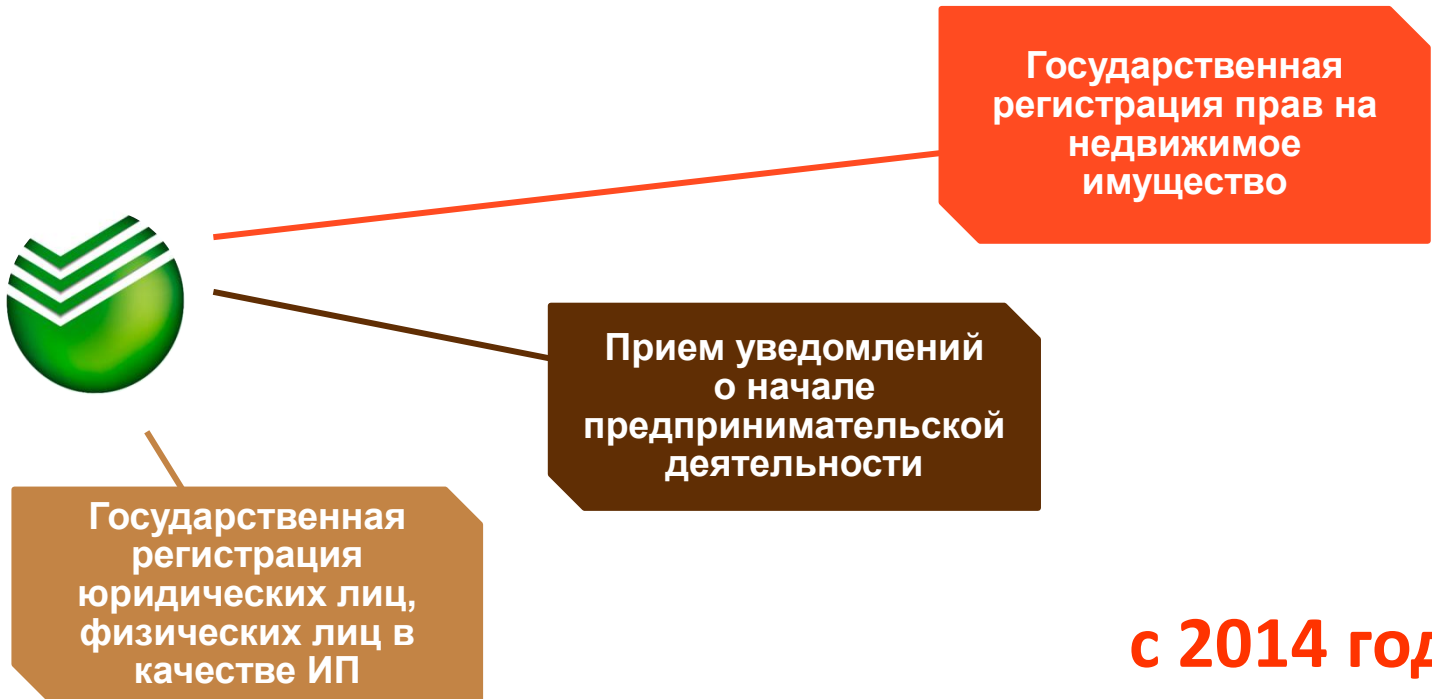 Государственная
регистрация прав на
недвижимое
имущество
Прием уведомлений
о начале
предпринимательской
деятельности
Государственная
регистрация
юридических лиц,
физических лиц в
качестве ИП
с 2014 год